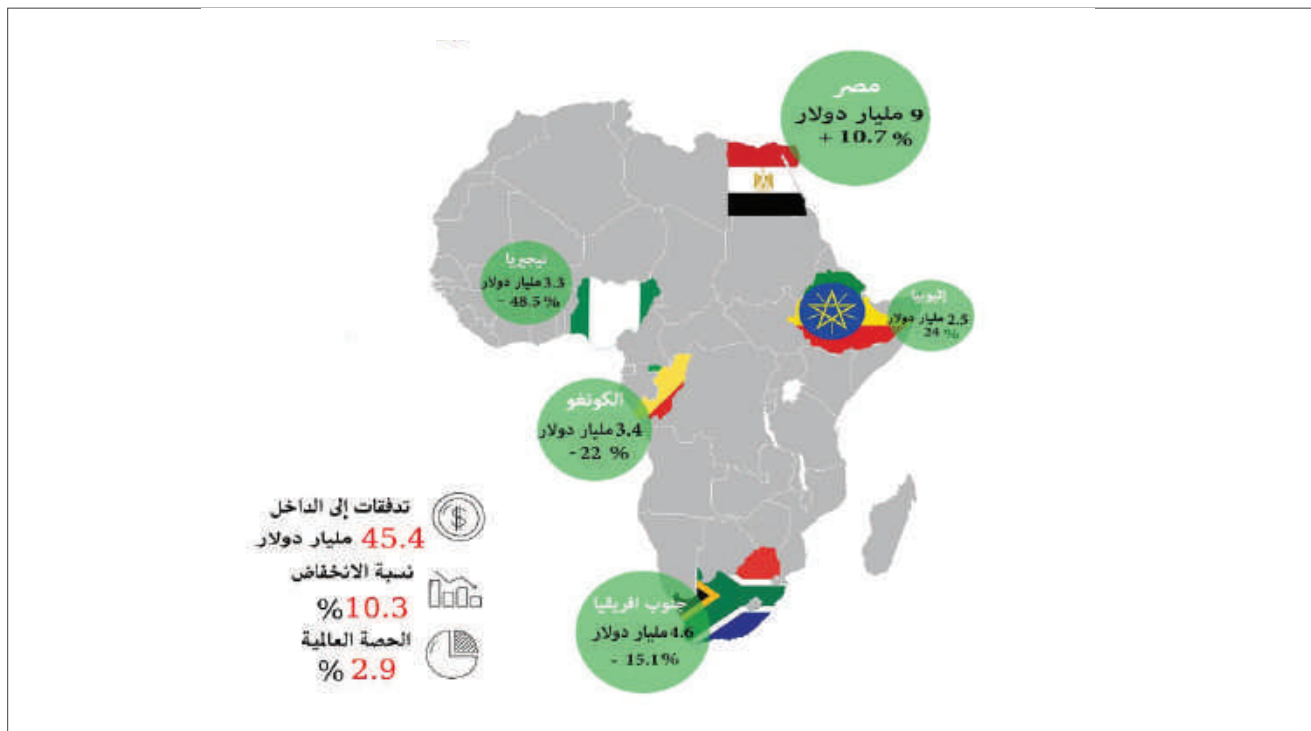 مصر
9 مليار دولار
+ 10.7 %
نيجيريا
3.3 مليار دولار
- 48.5 %
إثيوبيا
2.5 مليار دولار
- 24 %
الكونغو
3.4 مليار دولار
-22 %
جنوب افريقيا
4.6 مليار دولار
- 15.1%
تدفقات إلى الداخل
45.4 مليار دولار
نسبة الانخفاض
%10.3
الحصة العالمية
% 2.9